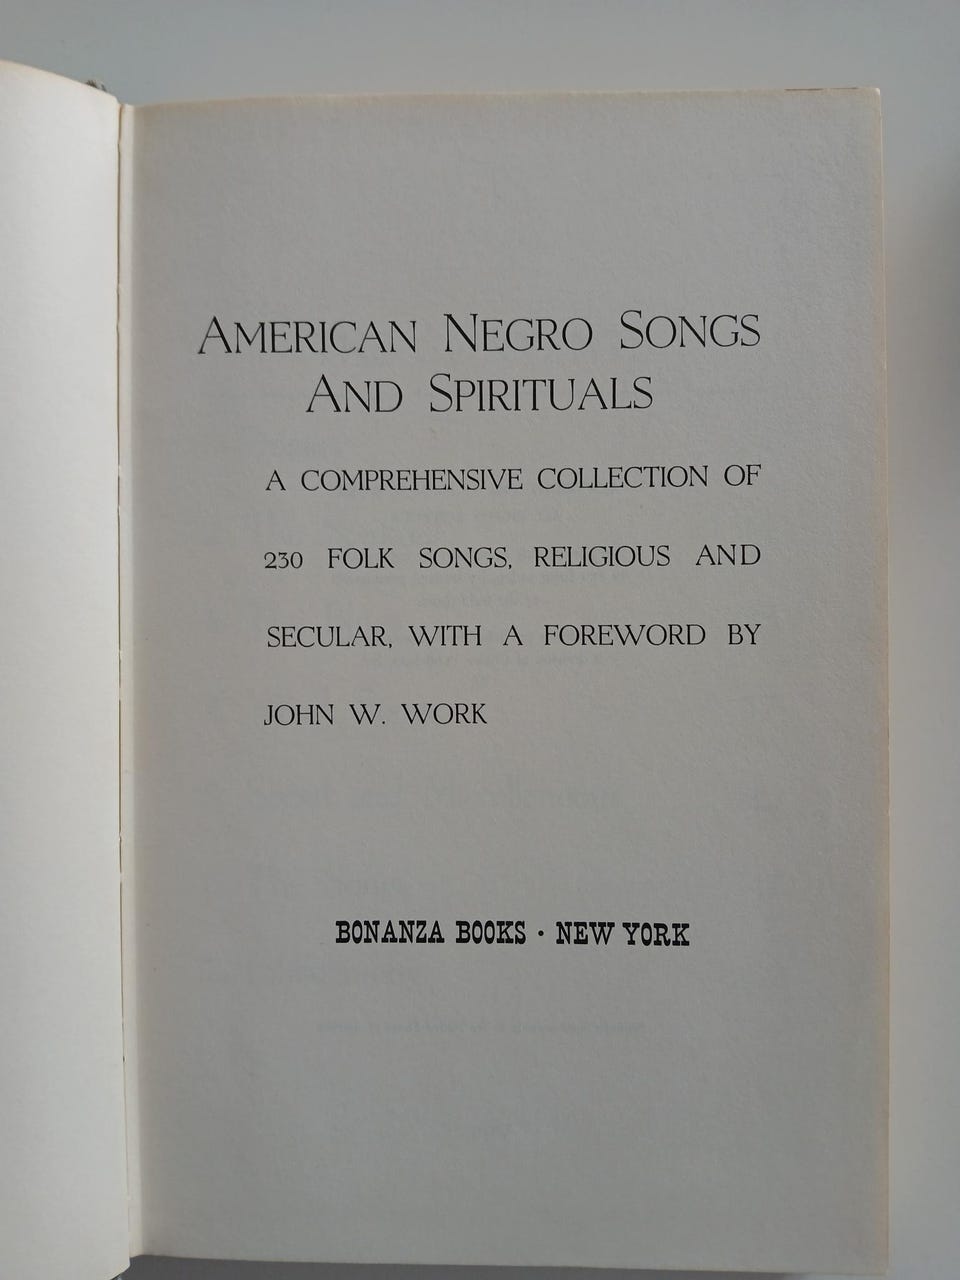 AMERICAN NEGRO SONGS
AND SPIRITUALS
A COMPREHENSIVE COLLECTION OF
230 FOLK SONGS, RELIGIOUS AND
SECULAR, WITH A FOREWORD BY
JOHN W. WORK
BONANZA BOOKS · NEW YORK